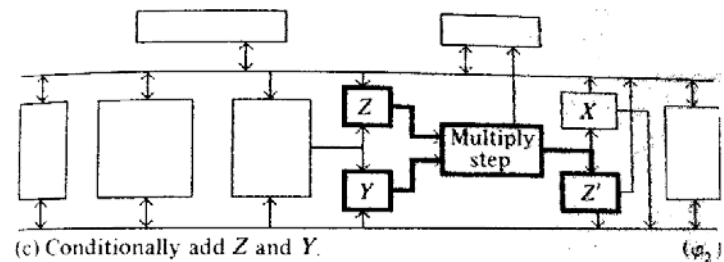 Z
X
Multiply
step
Y
Z'
(c) Conditionally add Z and Y.
(φ₂)